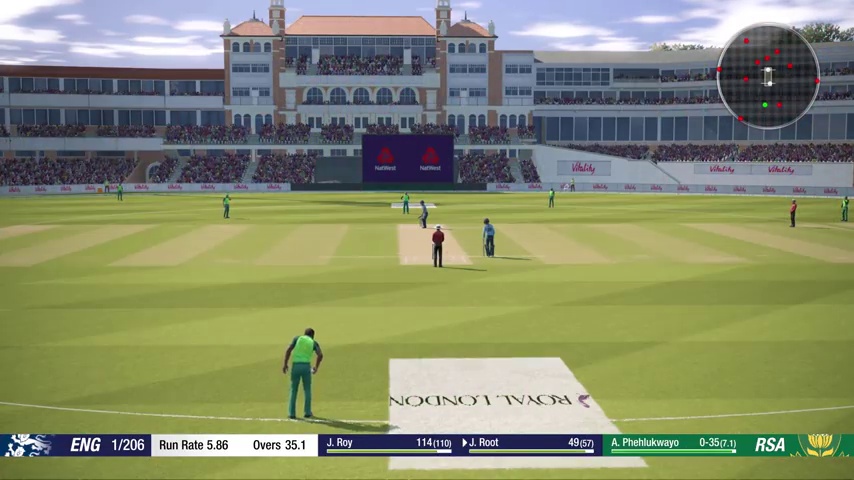 NatWest NatWest
Vitality
Vitality Vitality
ROYAL LONDON
ENG 1/206 Run Rate 5.86 Overs 35.1 J. Roy 114 (110) J. Root 49 (57) A. Phehlukwayo 0-35 (7.1) RSA